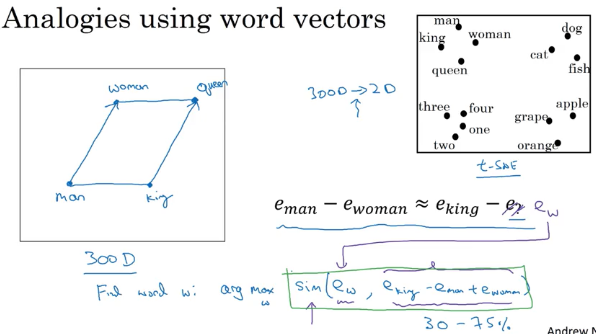 Analogies using word vectors
man
king
woman
queen
dog
cat
fish
three
four
one
two
apple
grape
orange
woman
queen
man
king
300D → 2D
t-SNE
e_man − e_woman ≈ e_king − e_? e_w
300D
Find word w: arg max_w sim(e_w, e_king − e_man + e_woman)
30 - 75%